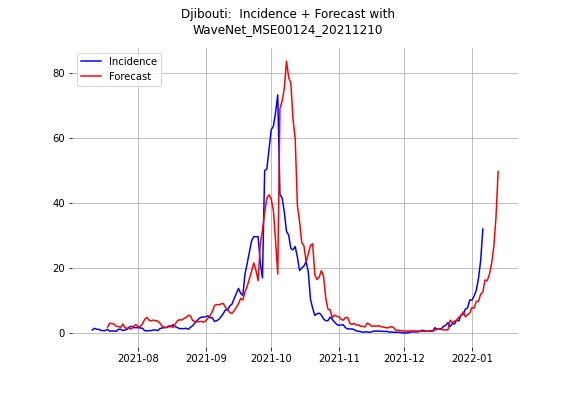 Djibouti:  Incidence + Forecast with
WaveNet_MSE00124_20211210
Incidence
Forecast
80
60
40
20
0
2021-08
2021-09
2021-10
2021-11
2021-12
2022-01